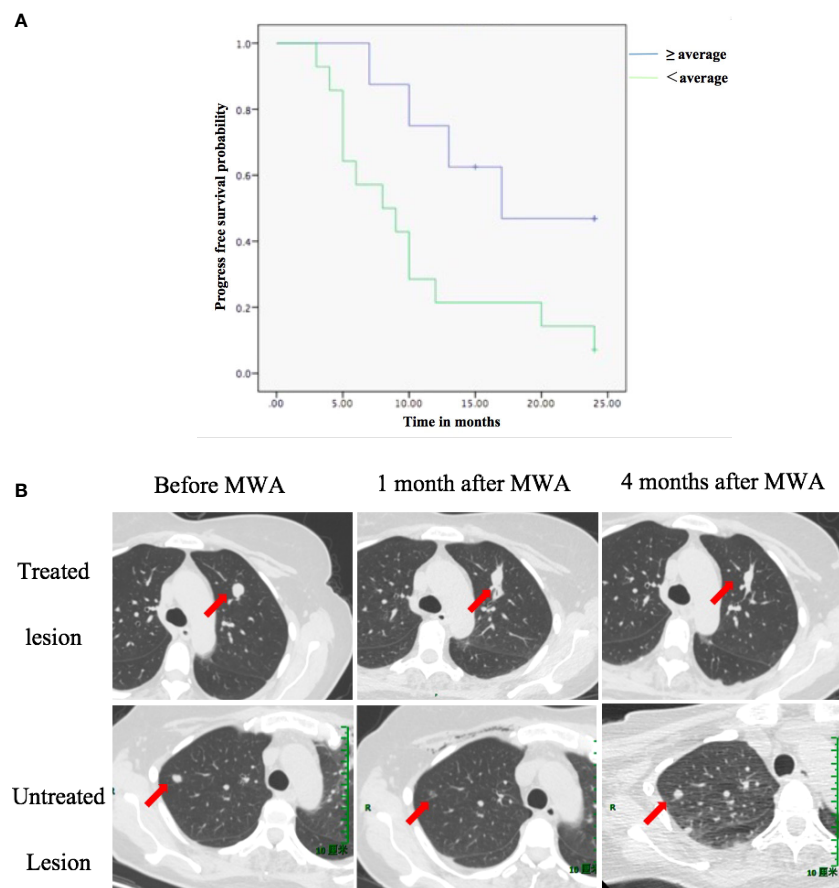 A
≥ average
< average
1.0
0.8
0.6
0.4
0.2
0.0
Progress free survival probability
.00 5.00 10.00 15.00 20.00 25.00
Time in months
B
Before MWA 1 month after MWA 4 months after MWA
Treated
lesion
Untreated
Lesion
R
R
10 厘米
10 厘米
10 厘米